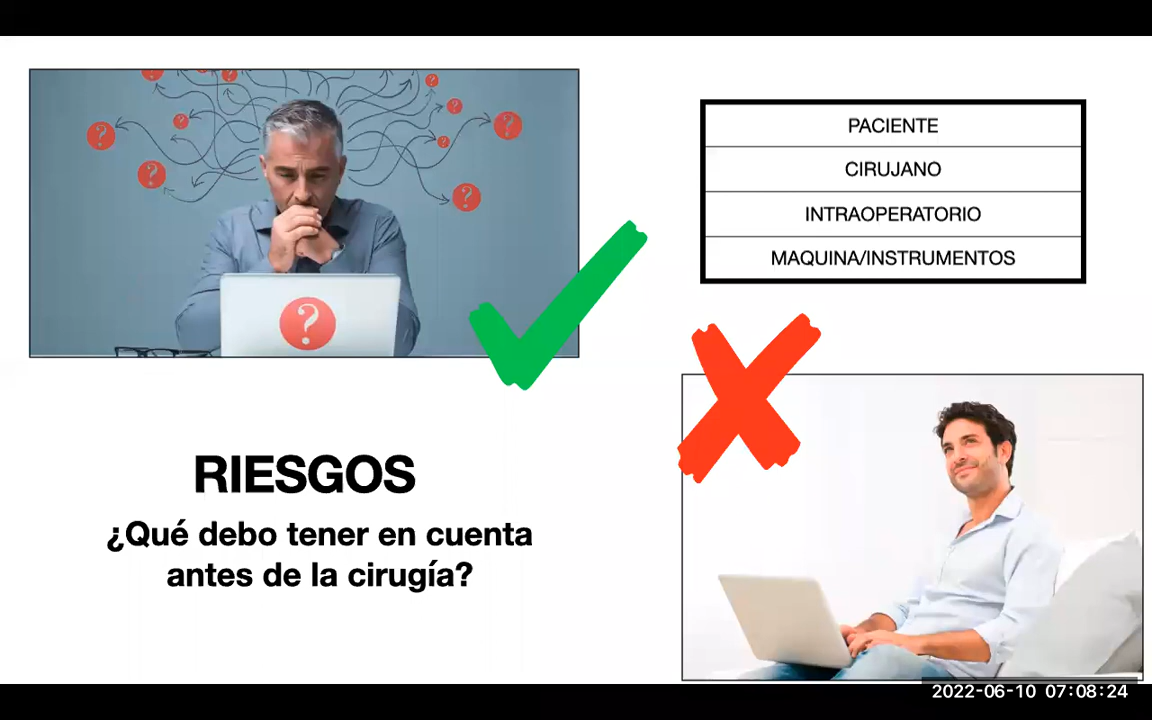 PACIENTE
CIRUJANO
INTRAOPERATORIO
MAQUINA/INSTRUMENTOS
RIESGOS
¿Qué debo tener en cuenta
antes de la cirugía?
2022-06-10 07:08:24